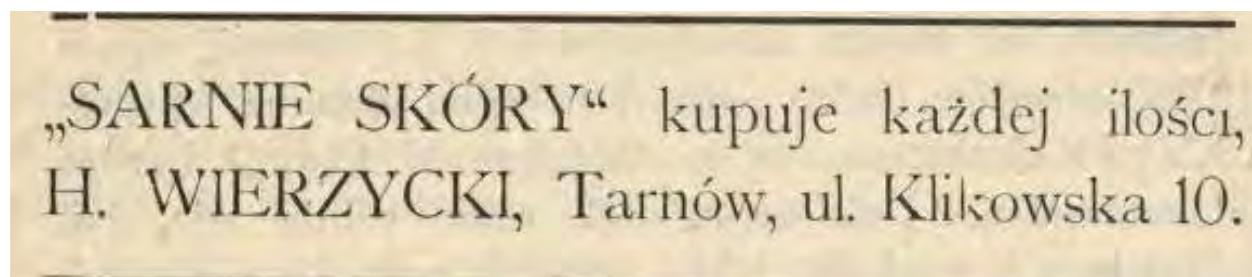 „SARNIE SKÓRY“ kupuje każdej ilości,
H. WIERZYCKI, Tarnów, ul. Klikowska 10.